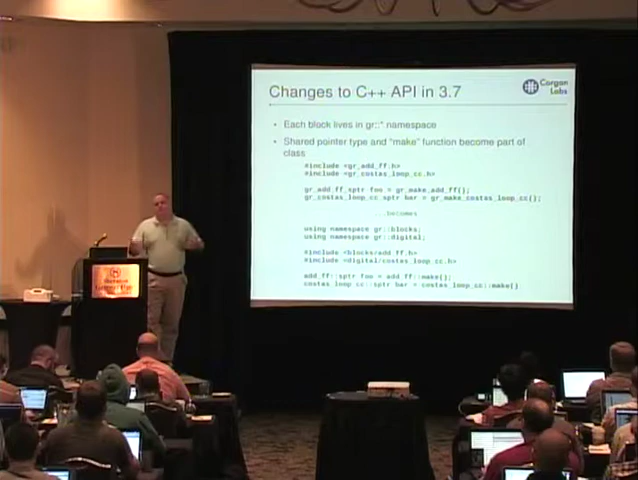 Changes to C++ API in 3.7
Corgan
Labs
• Each block lives in gr::* namespace
• Shared pointer type and "make" function become part of
class
#include <gr_add_ff.h>
#include <gr_costas_loop_cc.h>
gr_add_ff_sptr foo = gr_make_add_ff();
gr_costas_loop_cc_sptr bar = gr_make_costas_loop_cc();
...becomes
using namespace gr::blocks;
using namespace gr::digital;
#include <blocks/add_ff.h>
#include <digital/costas_loop_cc.h>
add_ff::sptr foo = add_ff::make();
costas_loop_cc::sptr bar = costas_loop_cc::make()